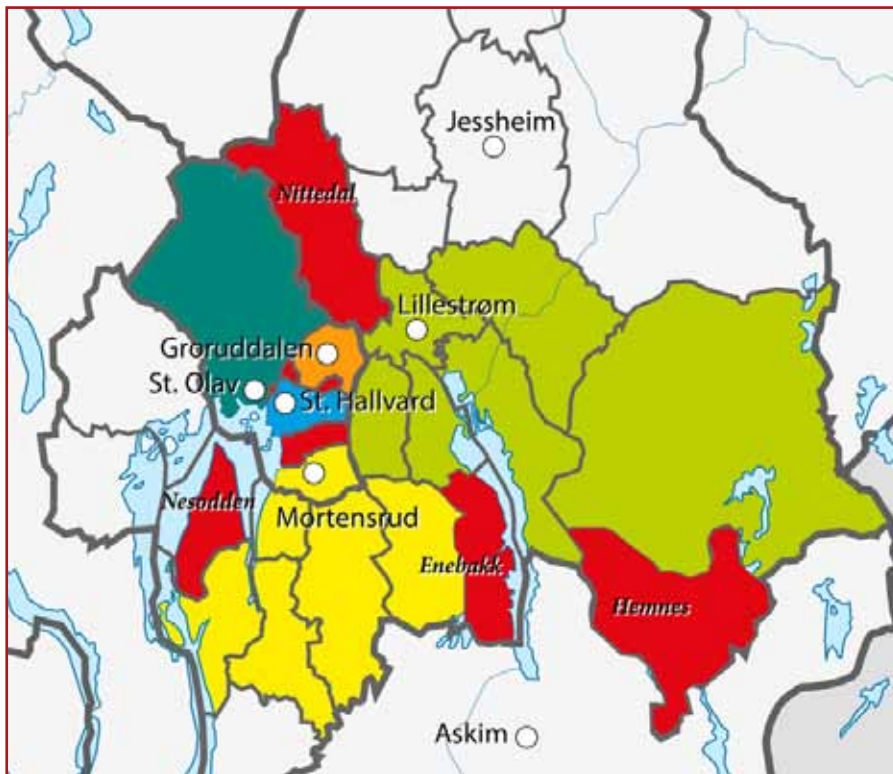 Jessheim
Nittedal
Lillestrøm
Groruddalen
St. Olav
St. Hallvard
Nesodden
Mortensrud
Enebakk
Hemnes
Askim